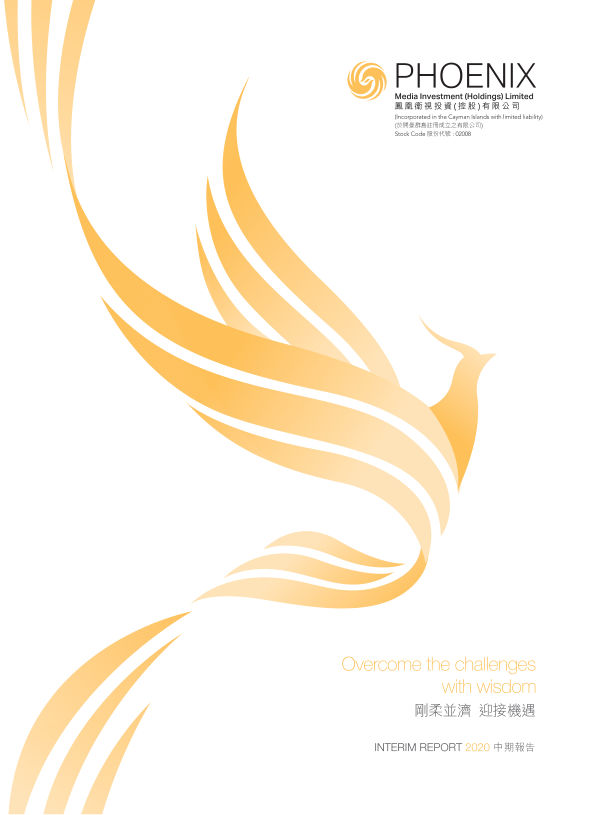 PHOENIX
Media Investment (Holdings) Limited
鳳凰衛視投資(控股)有限公司
(Incorporated in the Cayman Islands with limited liability)
(於開曼群島註冊成立之有限公司)
Stock Code 股份代號 : 02008
Overcome the challenges
with wisdom
剛柔並濟 迎接機遇
INTERIM REPORT 2020 中期報告